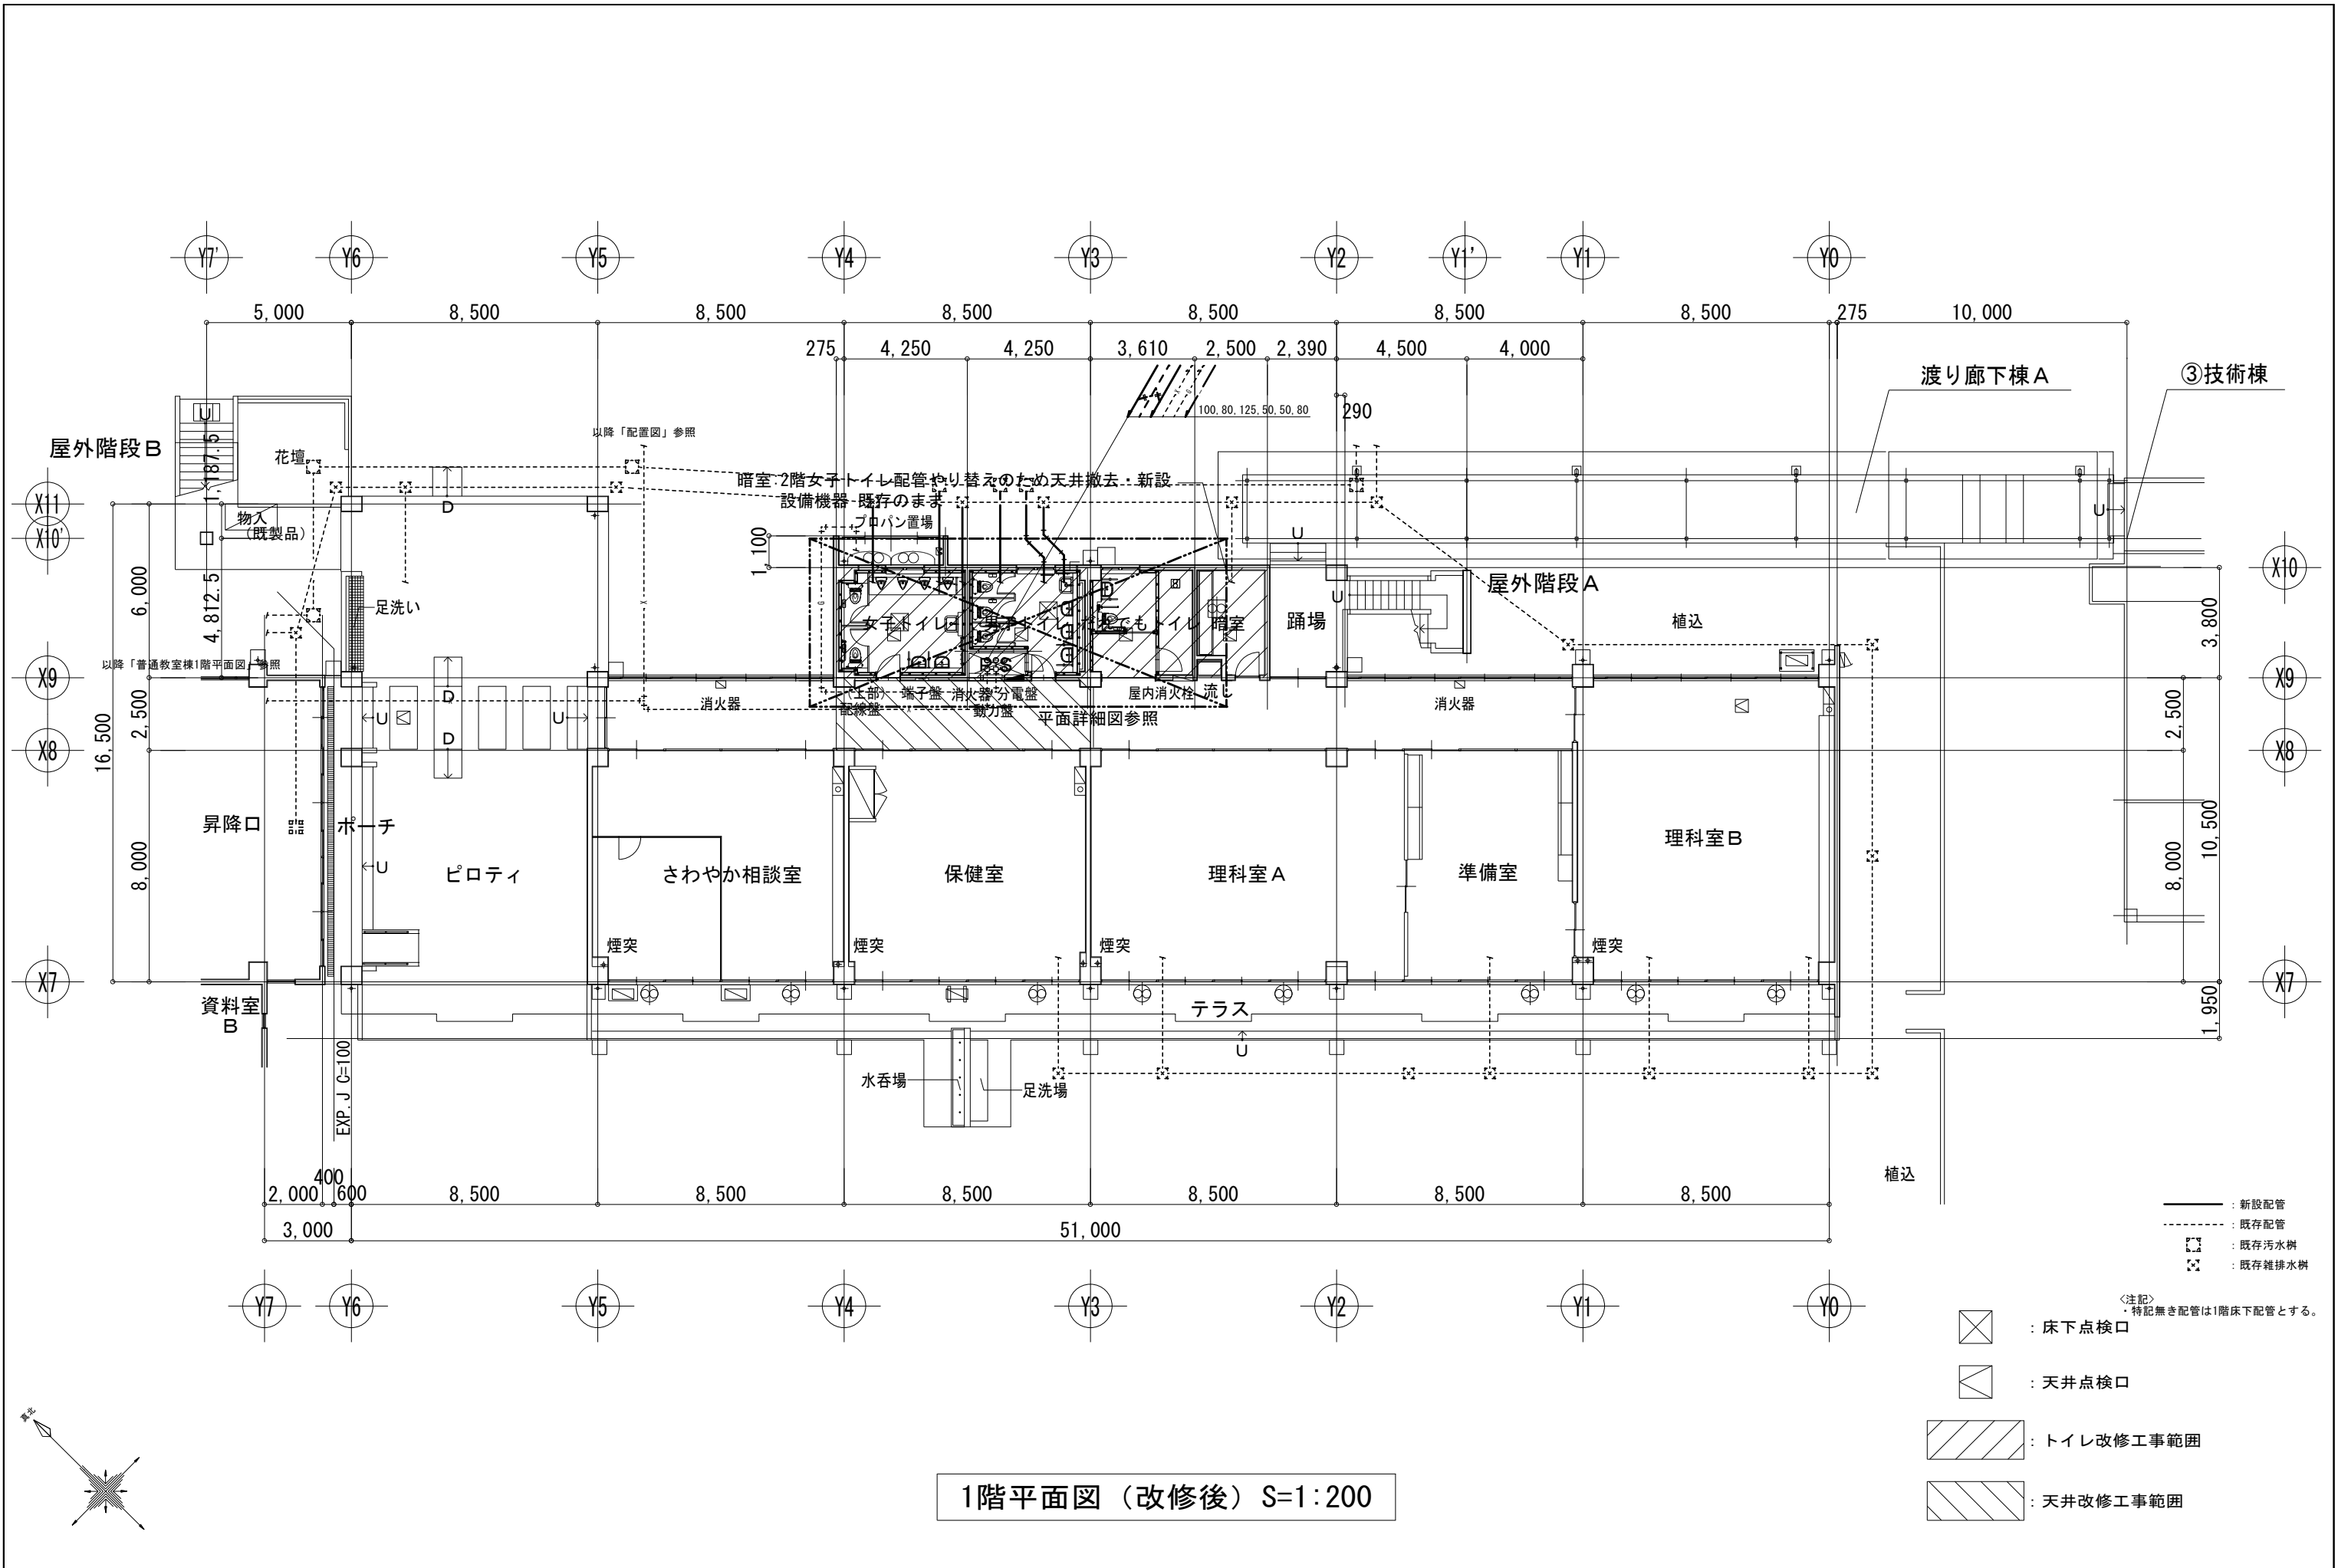 Y7' Y6 Y5 Y4 Y3 Y2 Y1' Y1 Y0
5,000 8,500 8,500 8,500 8,500 8,500 8,500 275 10,000
275 4,250 4,250 3,610 2,500 2,390 4,500 4,000
渡り廊下棟A
③技術棟
100,80,125,50,50,80
290
以降「配置図」参照
屋外階段B
U
1,187.5
花壇
暗室:2階女子トイレ配管やり替えのため天井撤去・新設
設備機器 既存のまま
X11
X10'
物入
(既製品)
D
プロパン置場
1,100
U
U
X10
6,000
4,812.5
足洗い
屋外階段A
U
女子トイレ
男子トイレ
だれでもトイレ
暗室
踊場
植込
3,800
以降「普通教室棟1階平面図」参照
X9
X9
消火器
(上部)
端子盤
消火器
分電盤
屋内消火栓
流し
消火器
配線盤
動力盤
平面詳細図参照
D
U
U
D
2,500
2,500
16,500
X8
X8
昇降口
ポーチ
U
ピロティ
さわやか相談室
保健室
理科室A
準備室
理科室B
8,000
10,500
8,000
煙突
煙突
煙突
煙突
X7
X7
資料室
B
テラス
U
1,950
EXP.J C=100
水呑場
足洗場
植込
400
2,000 600 8,500 8,500 8,500 8,500 8,500 8,500
3,000 51,000
Y7 Y6 Y5 Y4 Y3 Y2 Y1 Y0
:新設配管
:既存配管
:既存汚水桝
:既存雑排水桝
〈注記〉
・特記無き配管は1階床下配管とする。
:床下点検口
:天井点検口
:トイレ改修工事範囲
:天井改修工事範囲
真北
1階平面図(改修後)S=1:200